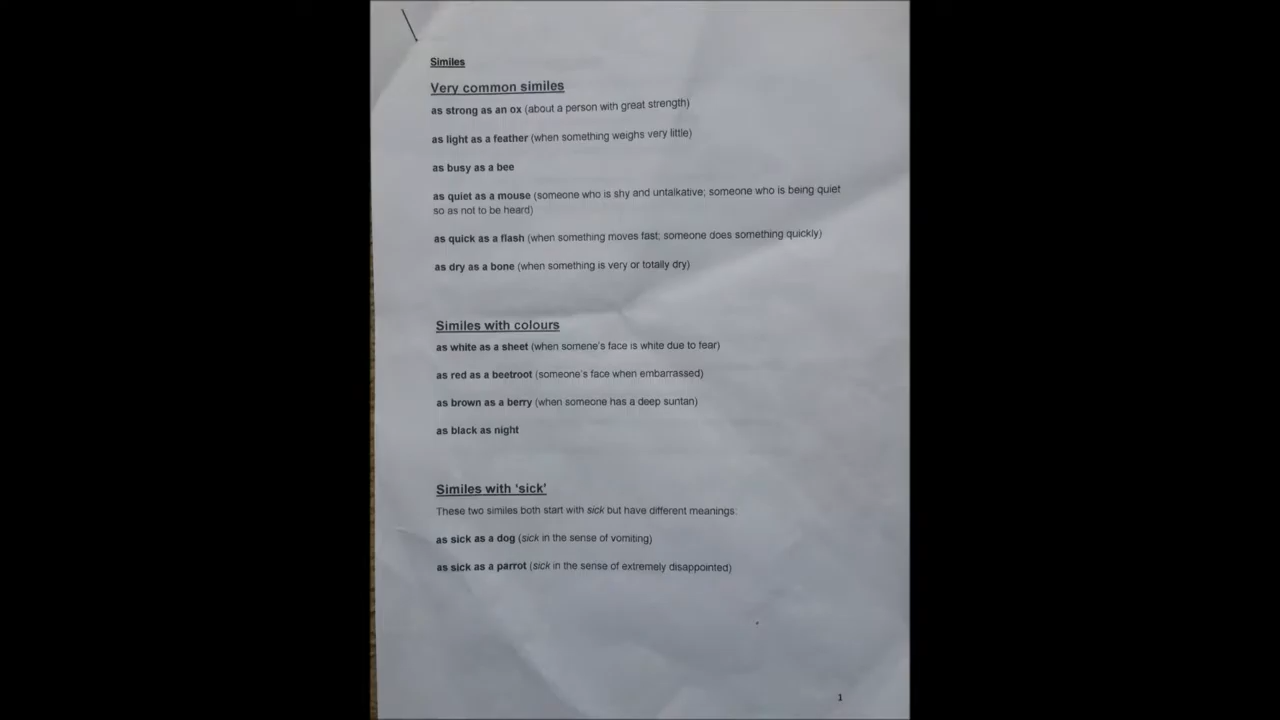 Similes
Very common similes
as strong as an ox (about a person with great strength)
as light as a feather (when something weighs very little)
as busy as a bee
as quiet as a mouse (someone who is shy and untalkative; someone who is being quiet
so as not to be heard)
as quick as a flash (when something moves fast; someone does something quickly)
as dry as a bone (when something is very or totally dry)
Similes with colours
as white as a sheet (when somene's face is white due to fear)
as red as a beetroot (someone's face when embarrassed)
as brown as a berry (when someone has a deep suntan)
as black as night
Similes with 'sick'
These two similes both start with sick but have different meanings:
as sick as a dog (sick in the sense of vomiting)
as sick as a parrot (sick in the sense of extremely disappointed)
1